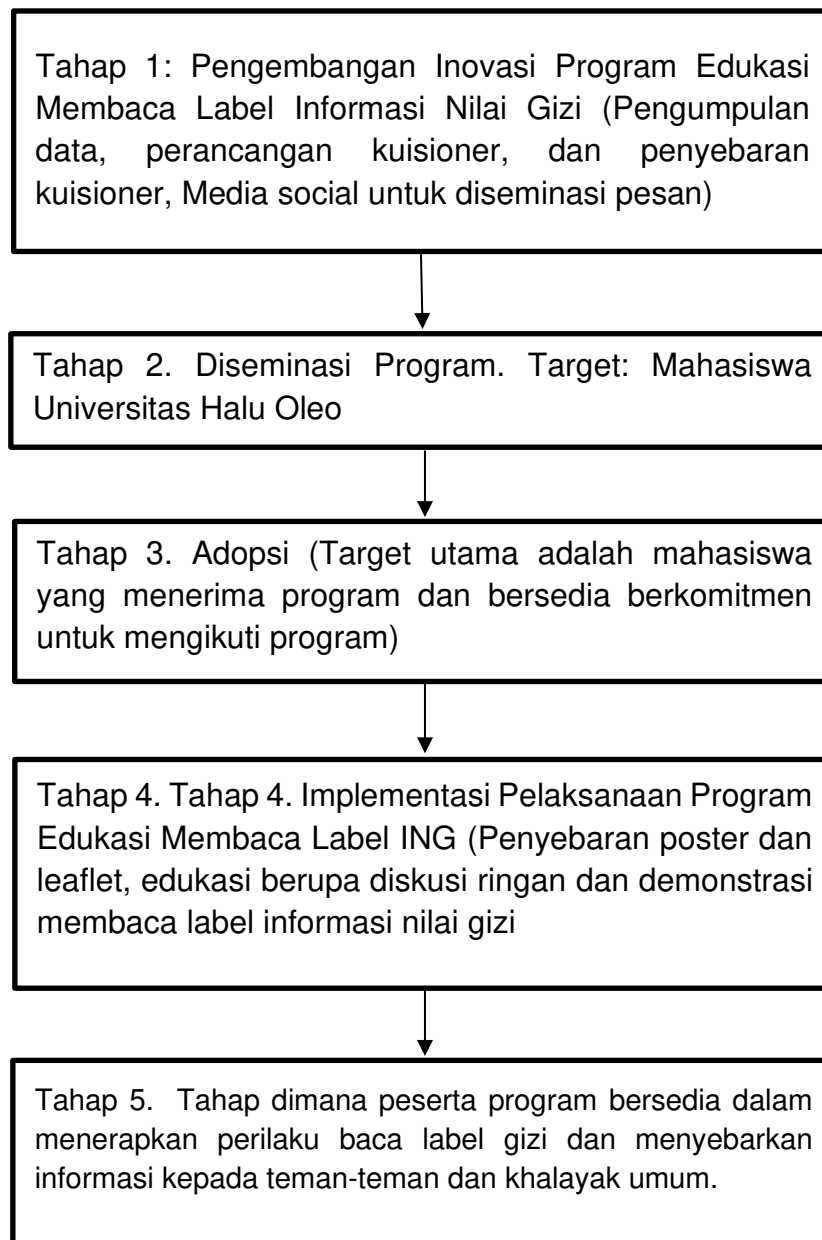 Tahap 1: Pengembangan Inovasi Program Edukasi
Membaca Label Informasi Nilai Gizi (Pengumpulan
data, perancangan kuisioner, dan penyebaran
kuisioner, Media social untuk diseminasi pesan)
Tahap 2. Diseminasi Program. Target: Mahasiswa
Universitas Halu Oleo
Tahap 3. Adopsi (Target utama adalah mahasiswa
yang menerima program dan bersedia berkomitmen
untuk mengikuti program)
Tahap 4. Tahap 4. Implementasi Pelaksanaan Program
Edukasi Membaca Label ING (Penyebaran poster dan
leaflet, edukasi berupa diskusi ringan dan demonstrasi
membaca label informasi nilai gizi
Tahap 5. Tahap dimana peserta program bersedia dalam
menerapkan perilaku baca label gizi dan menyebarkan
informasi kepada teman-teman dan khalayak umum.